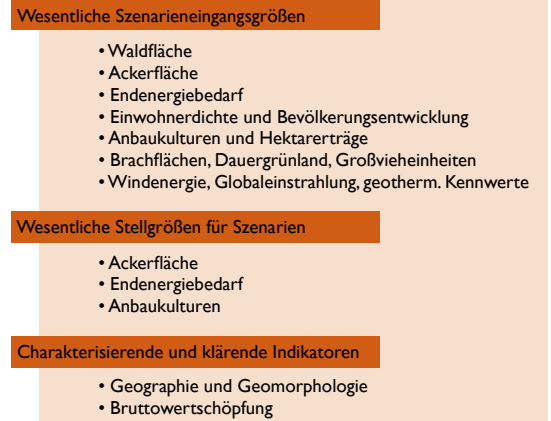 Wesentliche Szenarieneingangsgrößen
• Waldfläche
• Ackerfläche
• Endenergiebedarf
• Einwohnerdichte und Bevölkerungsentwicklung
• Anbaukulturen und Hektarerträge
• Brachflächen, Dauergrünland, Großvieheinheiten
• Windenergie, Globaleinstrahlung, geotherm. Kennwerte
Wesentliche Stellgrößen für Szenarien
• Ackerfläche
• Endenergiebedarf
• Anbaukulturen
Charakterisierende und klärende Indikatoren
• Geographie und Geomorphologie
• Bruttowertschöpfung